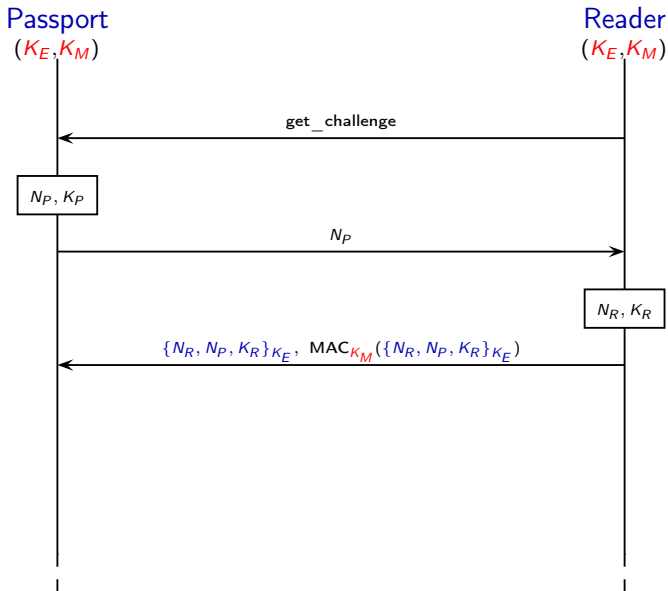 Passport Reader
(K_E, K_M) (K_E, K_M)
get_challenge
N_P, K_P
N_P
N_R, K_R
{N_R, N_P, K_R}_{K_E}, MAC_{K_M}({N_R, N_P, K_R}_{K_E})